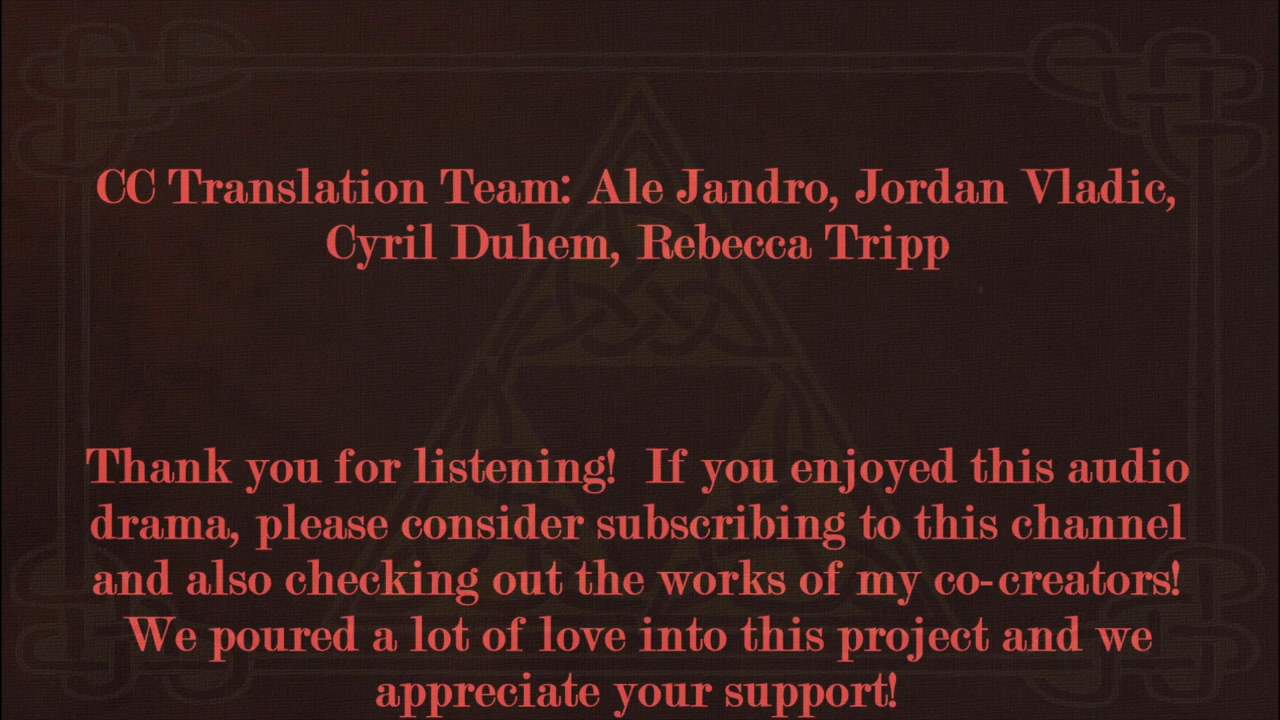 CC Translation Team: Ale Jandro, Jordan Vladic,
Cyril Duhem, Rebecca Tripp
Thank you for listening!  If you enjoyed this audio
drama, please consider subscribing to this channel
and also checking out the works of my co-creators!
We poured a lot of love into this project and we
appreciate your support!